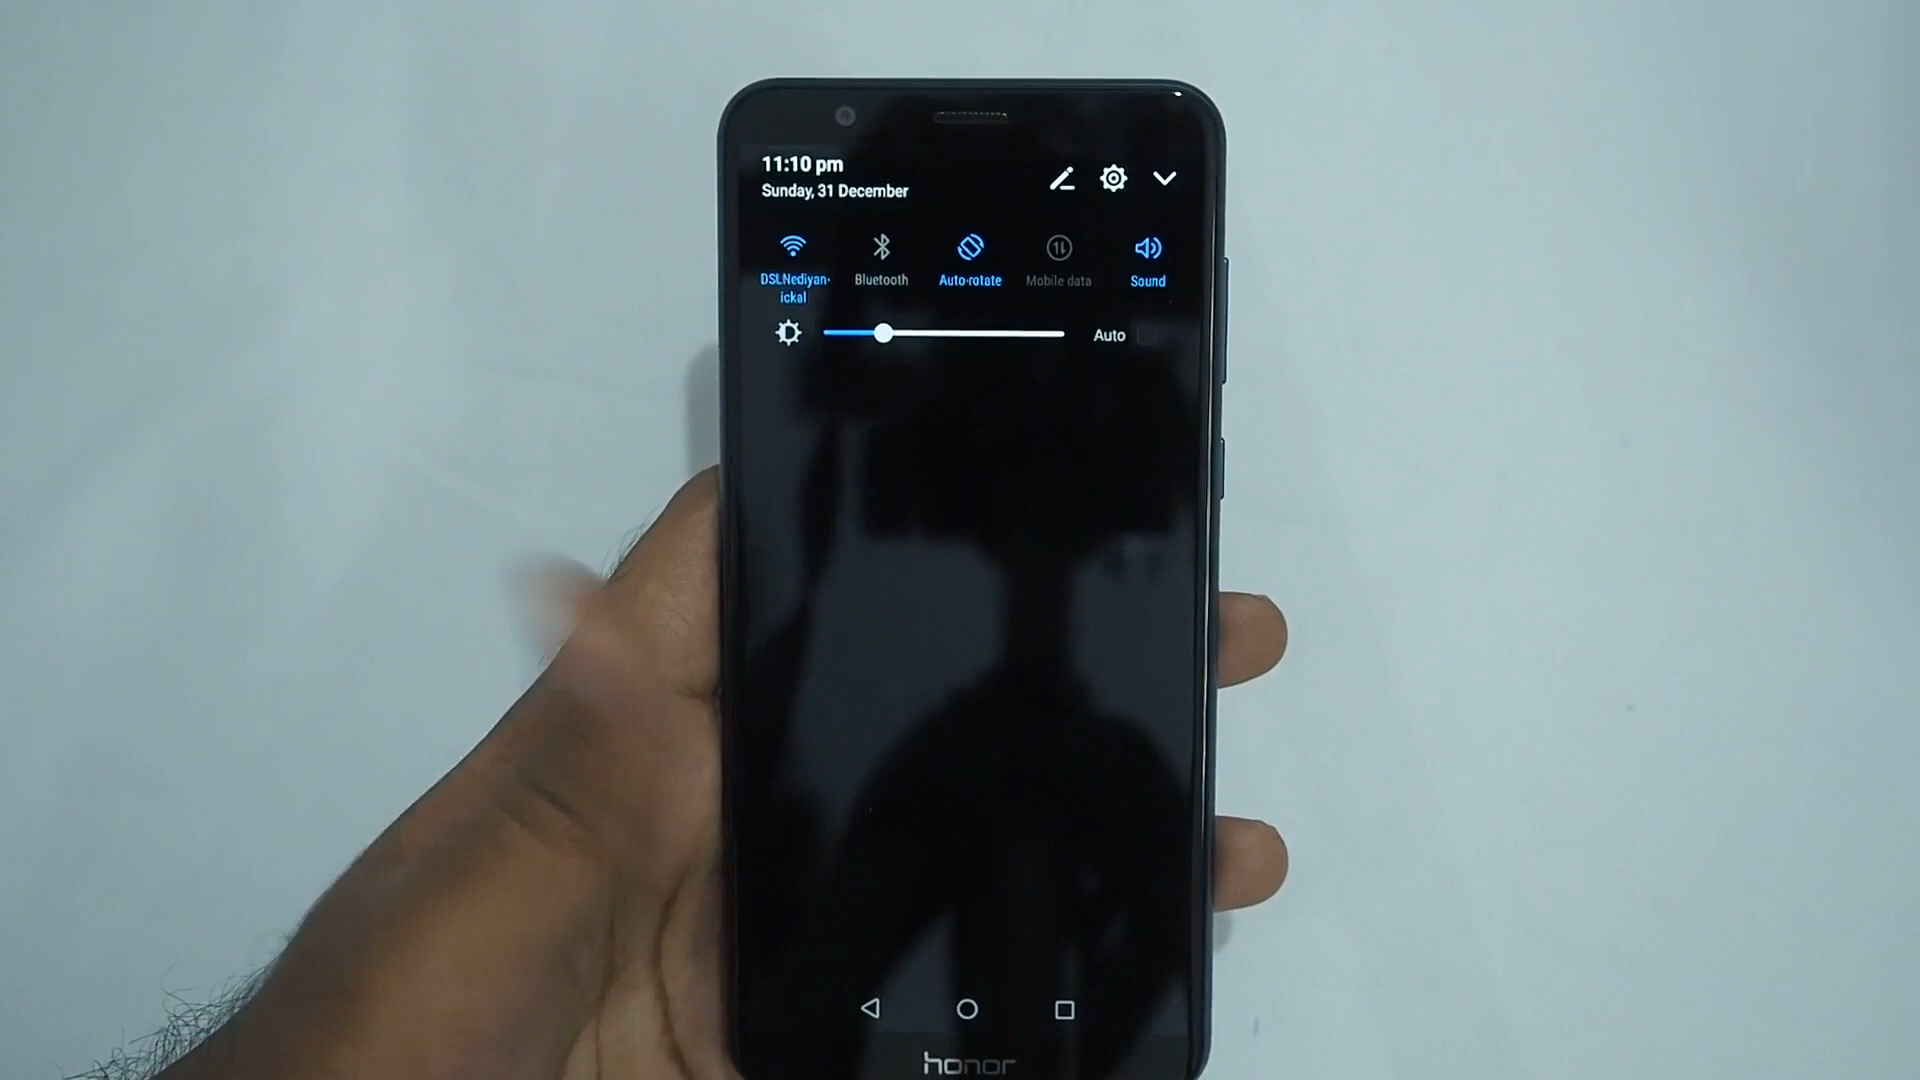 11:10 pm
Sunday, 31 December
DSLNediyan-
ickal
Bluetooth
Auto-rotate
Mobile data
Sound
Auto
honor